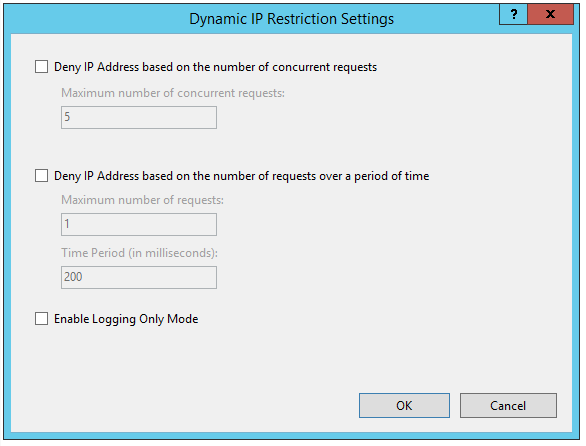 Dynamic IP Restriction Settings
? x
Deny IP Address based on the number of concurrent requests
Maximum number of concurrent requests:
5
Deny IP Address based on the number of requests over a period of time
Maximum number of requests:
1
Time Period (in milliseconds):
200
Enable Logging Only Mode
OK Cancel